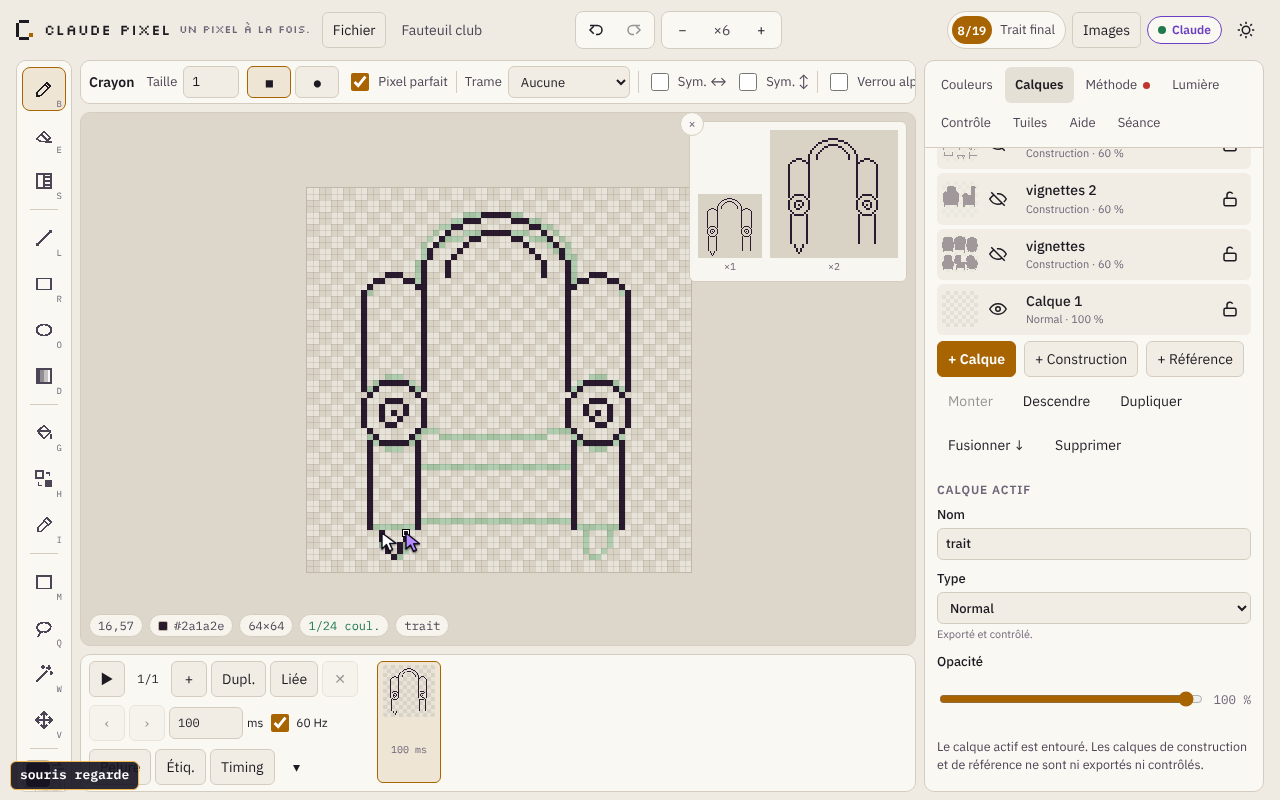 CLAUDE PIXEL UN PIXEL À LA FOIS. Fichier Fauteuil club − ×6 + 8/19 Trait final Images Claude
Crayon Taille 1 Pixel parfait Trame Aucune Sym. ↔ Sym. ↕ Verrou alp
B
E
S
L
R
O
D
G
H
I
M
Q
W
V
×
×1 ×2
16,57 #2a1a2e 64×64 1/24 coul. trait
1/1 + Dupl. Liée ×
‹ › 100 ms 60 Hz
Étiq. Timing ▼
100 ms
souris regarde
Couleurs Calques Méthode Lumière
Contrôle Tuiles Aide Séance
Construction · 60 %
vignettes 2
Construction · 60 %
vignettes
Construction · 60 %
Calque 1
Normal · 100 %
+ Calque + Construction + Référence
Monter Descendre Dupliquer
Fusionner ↓ Supprimer
CALQUE ACTIF
Nom
trait
Type
Normal
Exporté et contrôlé.
Opacité
100 %
Le calque actif est entouré. Les calques de construction
et de référence ne sont ni exportés ni contrôlés.